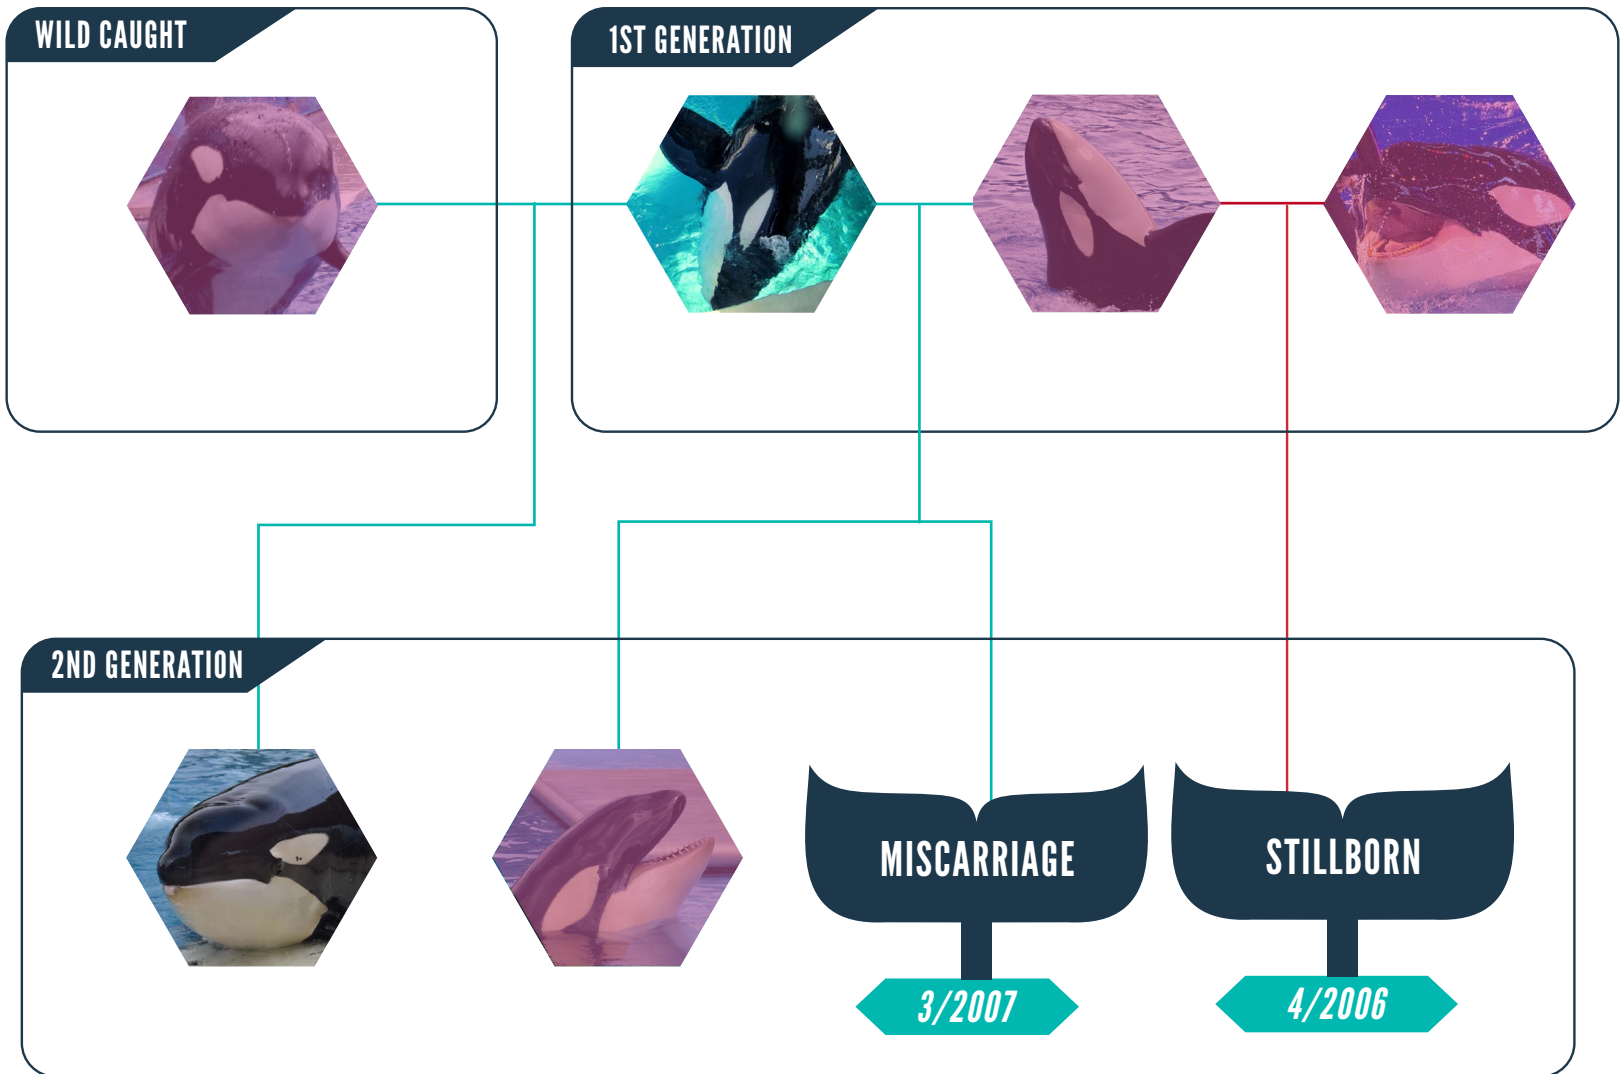 WILD CAUGHT
1ST GENERATION
2ND GENERATION
MISCARRIAGE
STILLBORN
3/2007
4/2006